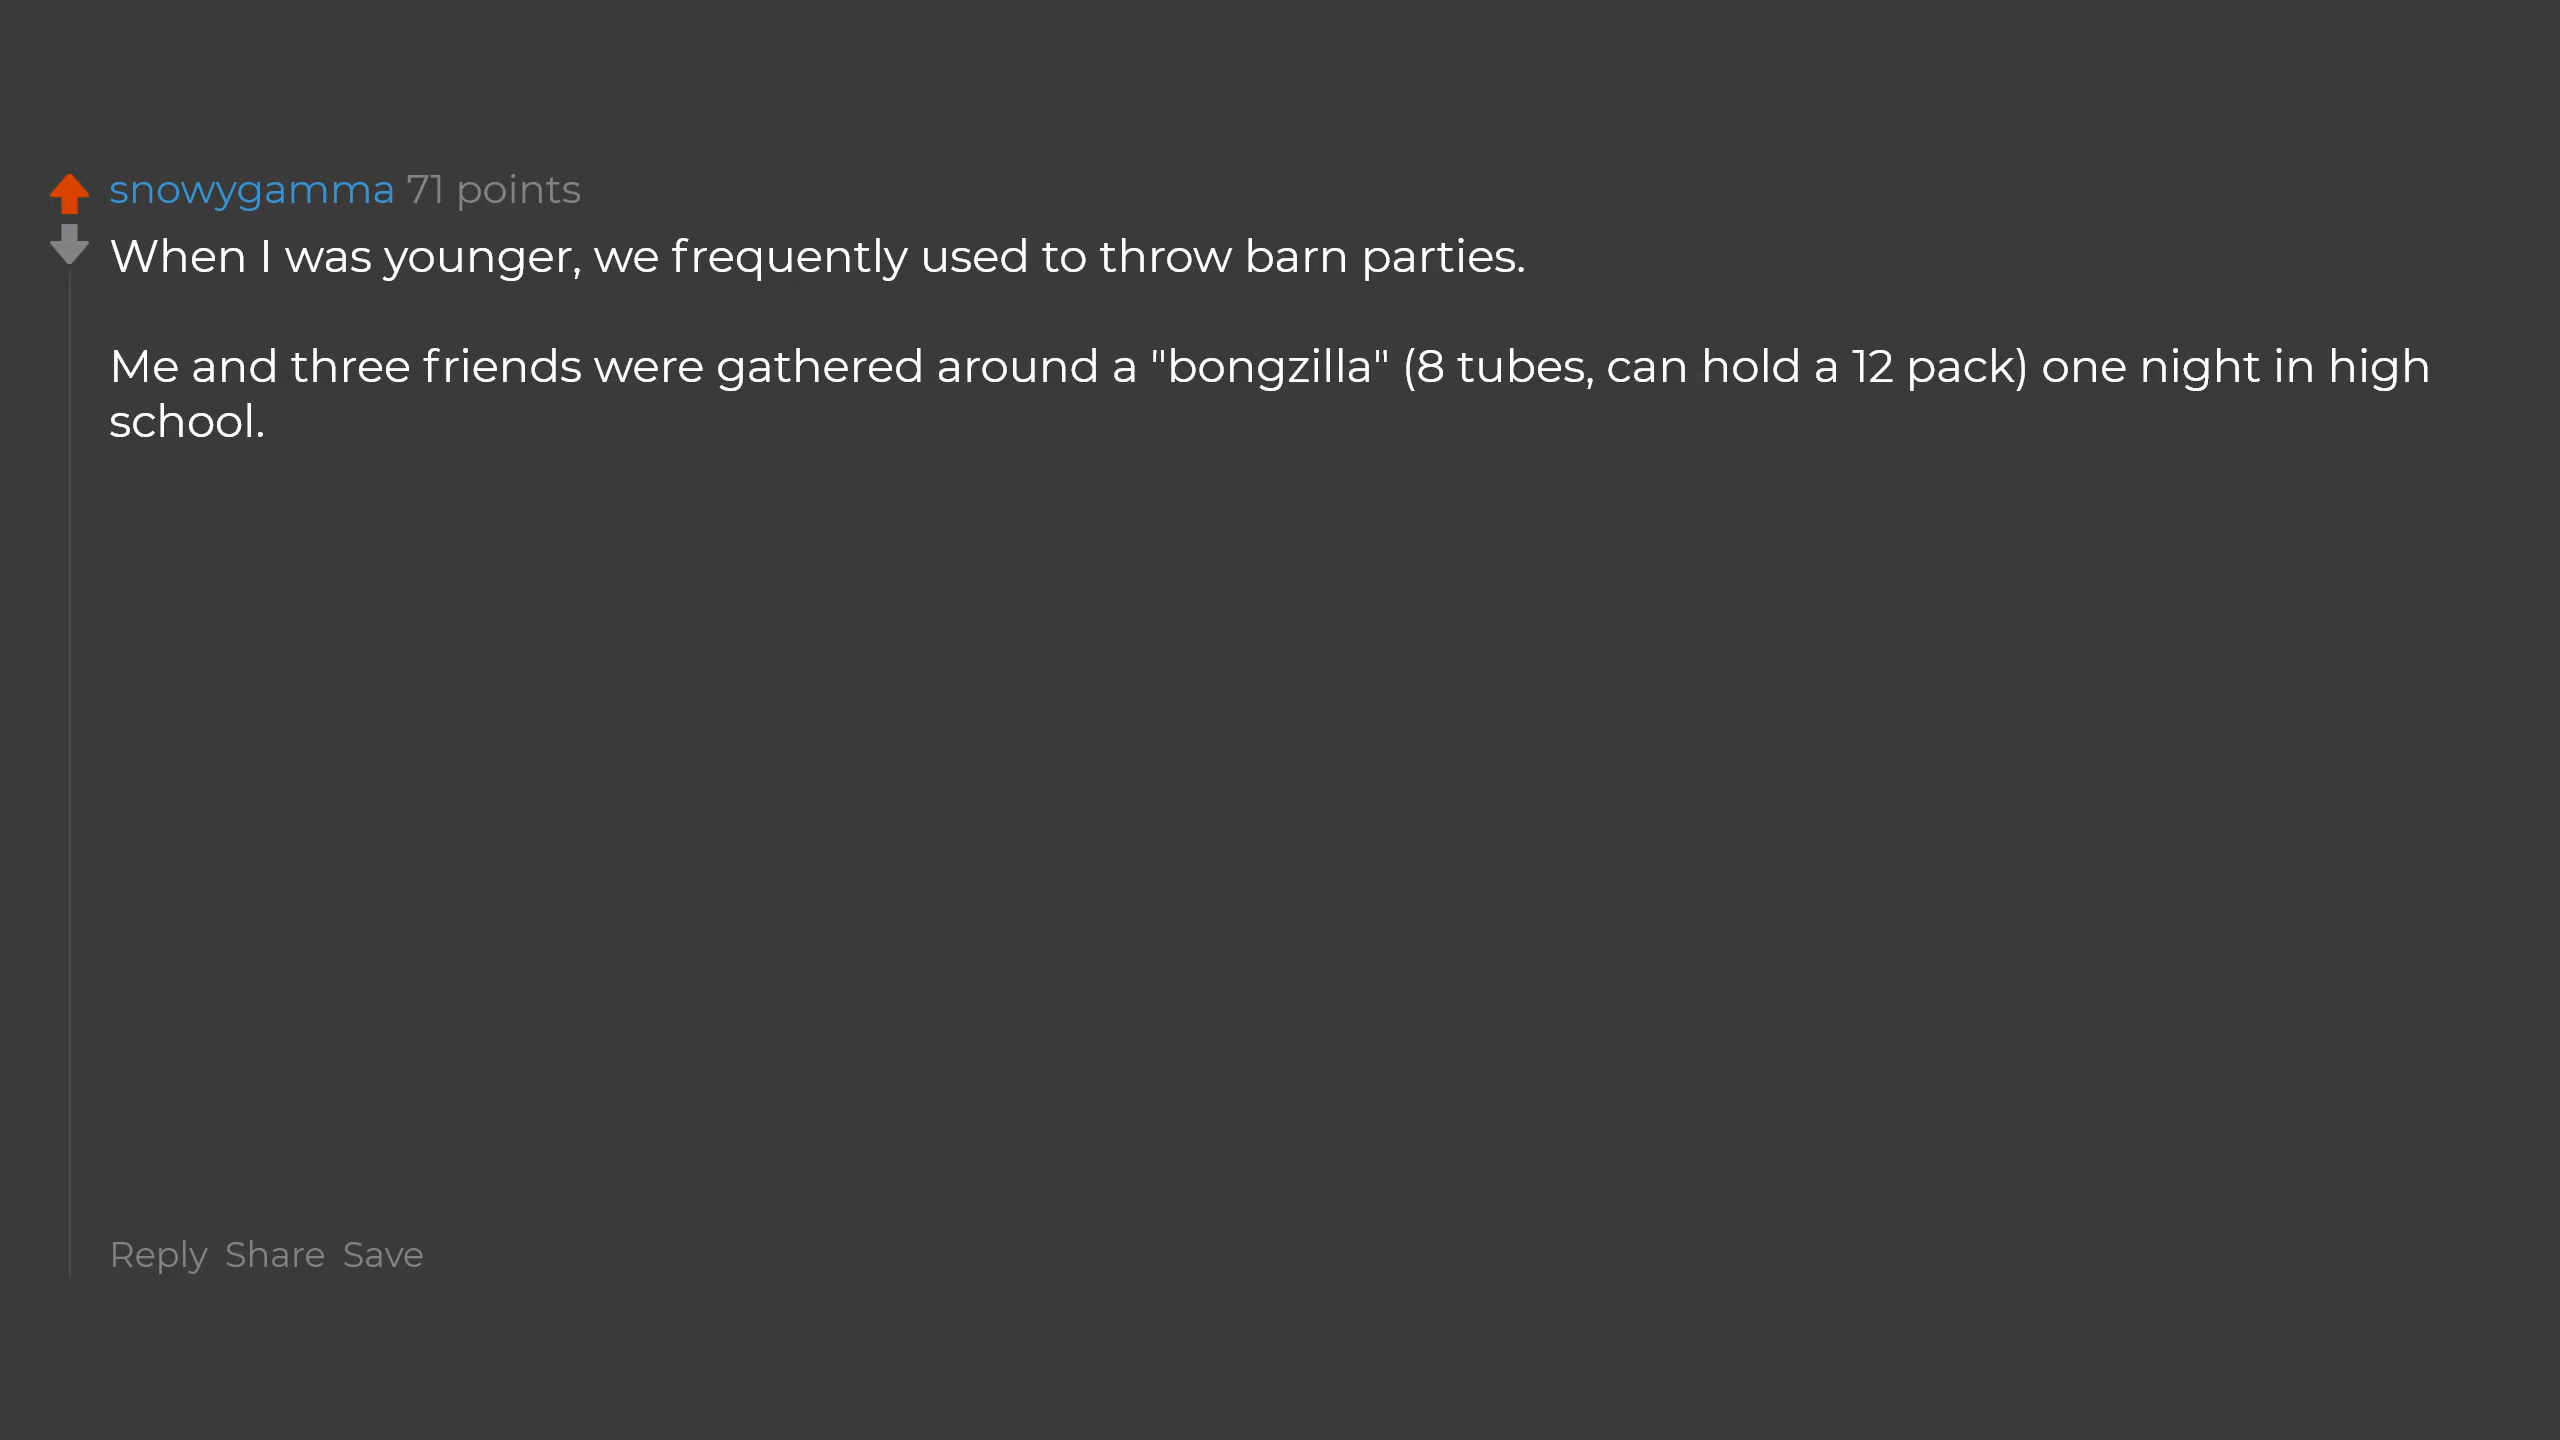 snowygamma 71 points
When I was younger, we frequently used to throw barn parties.
Me and three friends were gathered around a "bongzilla" (8 tubes, can hold a 12 pack) one night in high
school.
Reply Share Save